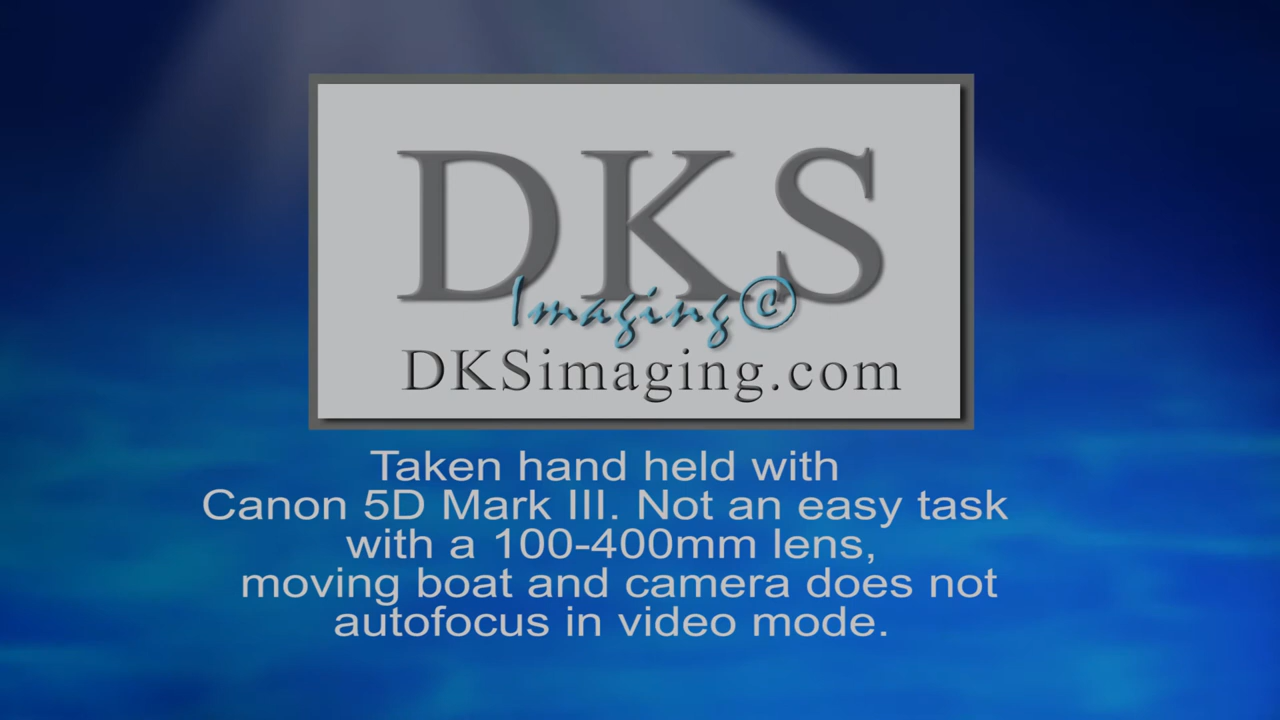 DKS
Imaging©
DKSimaging.com
Taken hand held with
Canon 5D Mark III. Not an easy task
with a 100-400mm lens,
moving boat and camera does not
autofocus in video mode.